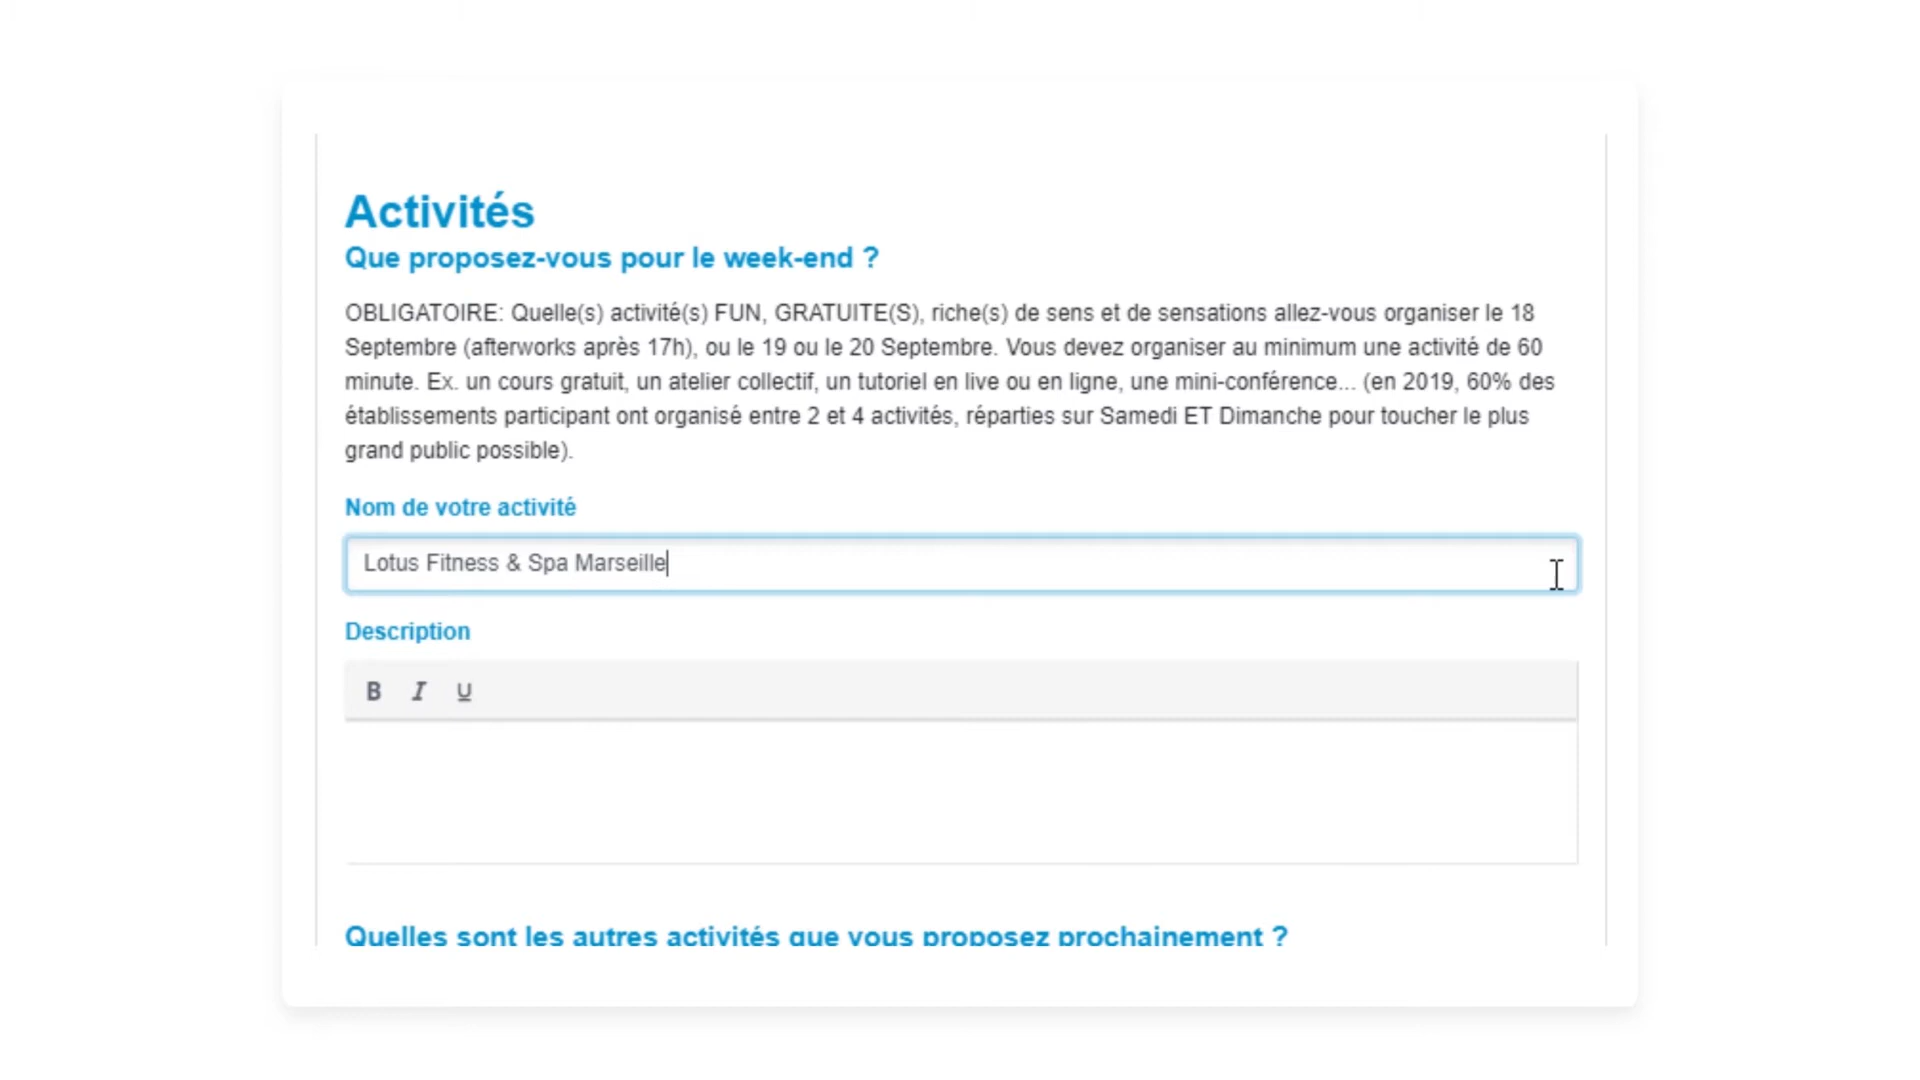 Activités
Que proposez-vous pour le week-end ?
OBLIGATOIRE: Quelle(s) activité(s) FUN, GRATUITE(S), riche(s) de sens et de sensations allez-vous organiser le 18
Septembre (afterworks après 17h), ou le 19 ou le 20 Septembre. Vous devez organiser au minimum une activité de 60
minute. Ex. un cours gratuit, un atelier collectif, un tutoriel en live ou en ligne, une mini-conférence... (en 2019, 60% des
établissements participant ont organisé entre 2 et 4 activités, réparties sur Samedi ET Dimanche pour toucher le plus
grand public possible).
Nom de votre activité
Lotus Fitness & Spa Marseille
Description
B I U
Quelles sont les autres activités que vous proposez prochainement ?